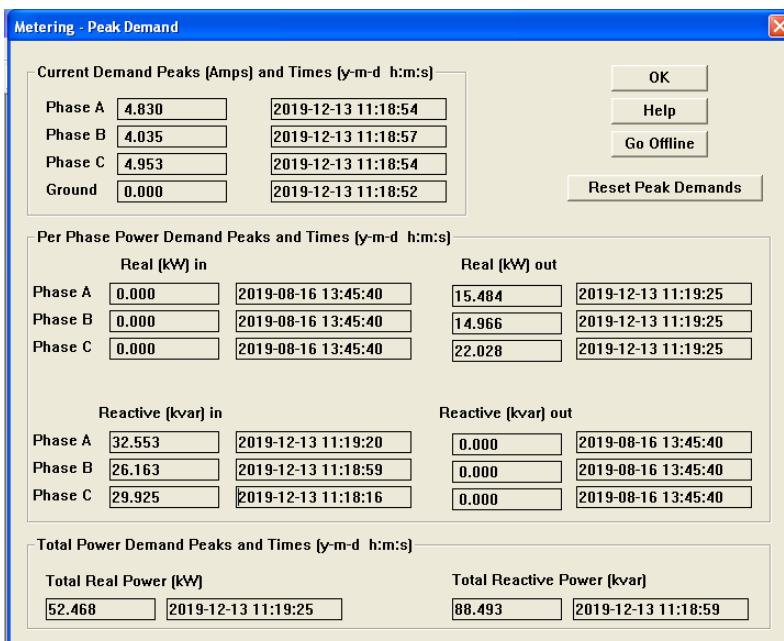 Metering - Peak Demand
Current Demand Peaks (Amps) and Times (y-m-d h:m:s)
Phase A 4.830 2019-12-13 11:18:54
Phase B 4.035 2019-12-13 11:18:57
Phase C 4.953 2019-12-13 11:18:54
Ground 0.000 2019-12-13 11:18:52
OK
Help
Go Offline
Reset Peak Demands
Per Phase Power Demand Peaks and Times (y-m-d h:m:s)
Real (kW) in Real (kW) out
Phase A 0.000 2019-08-16 13:45:40 15.484 2019-12-13 11:19:25
Phase B 0.000 2019-08-16 13:45:40 14.966 2019-12-13 11:19:25
Phase C 0.000 2019-08-16 13:45:40 22.028 2019-12-13 11:19:25
Reactive (kvar) in Reactive (kvar) out
Phase A 32.553 2019-12-13 11:19:20 0.000 2019-08-16 13:45:40
Phase B 26.163 2019-12-13 11:18:59 0.000 2019-08-16 13:45:40
Phase C 29.925 2019-12-13 11:18:16 0.000 2019-08-16 13:45:40
Total Power Demand Peaks and Times (y-m-d h:m:s)
Total Real Power (kW) Total Reactive Power (kvar)
52.468 2019-12-13 11:19:25 88.493 2019-12-13 11:18:59